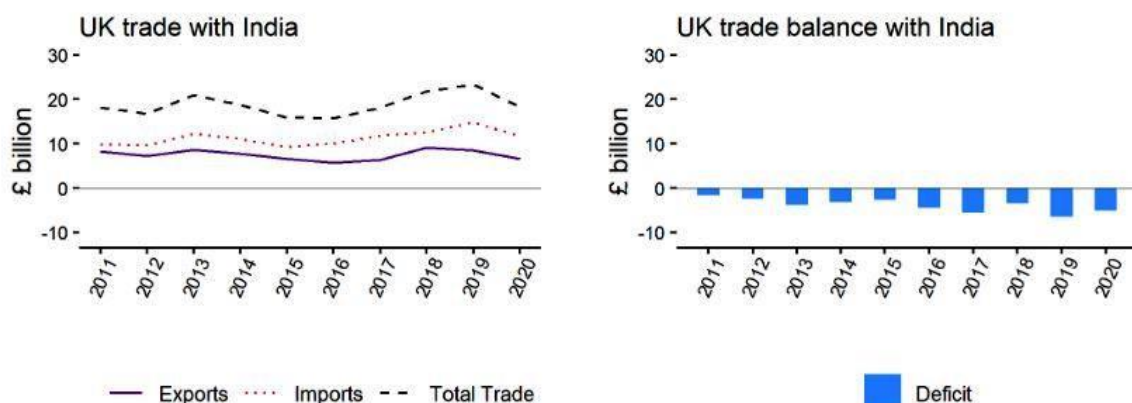 UK trade with India
30
20
10
0
-10
£ billion
2011 2012 2013 2014 2015 2016 2017 2018 2019 2020
Exports Imports Total Trade
UK trade balance with India
30
20
10
0
-10
£ billion
2011 2012 2013 2014 2015 2016 2017 2018 2019 2020
Deficit